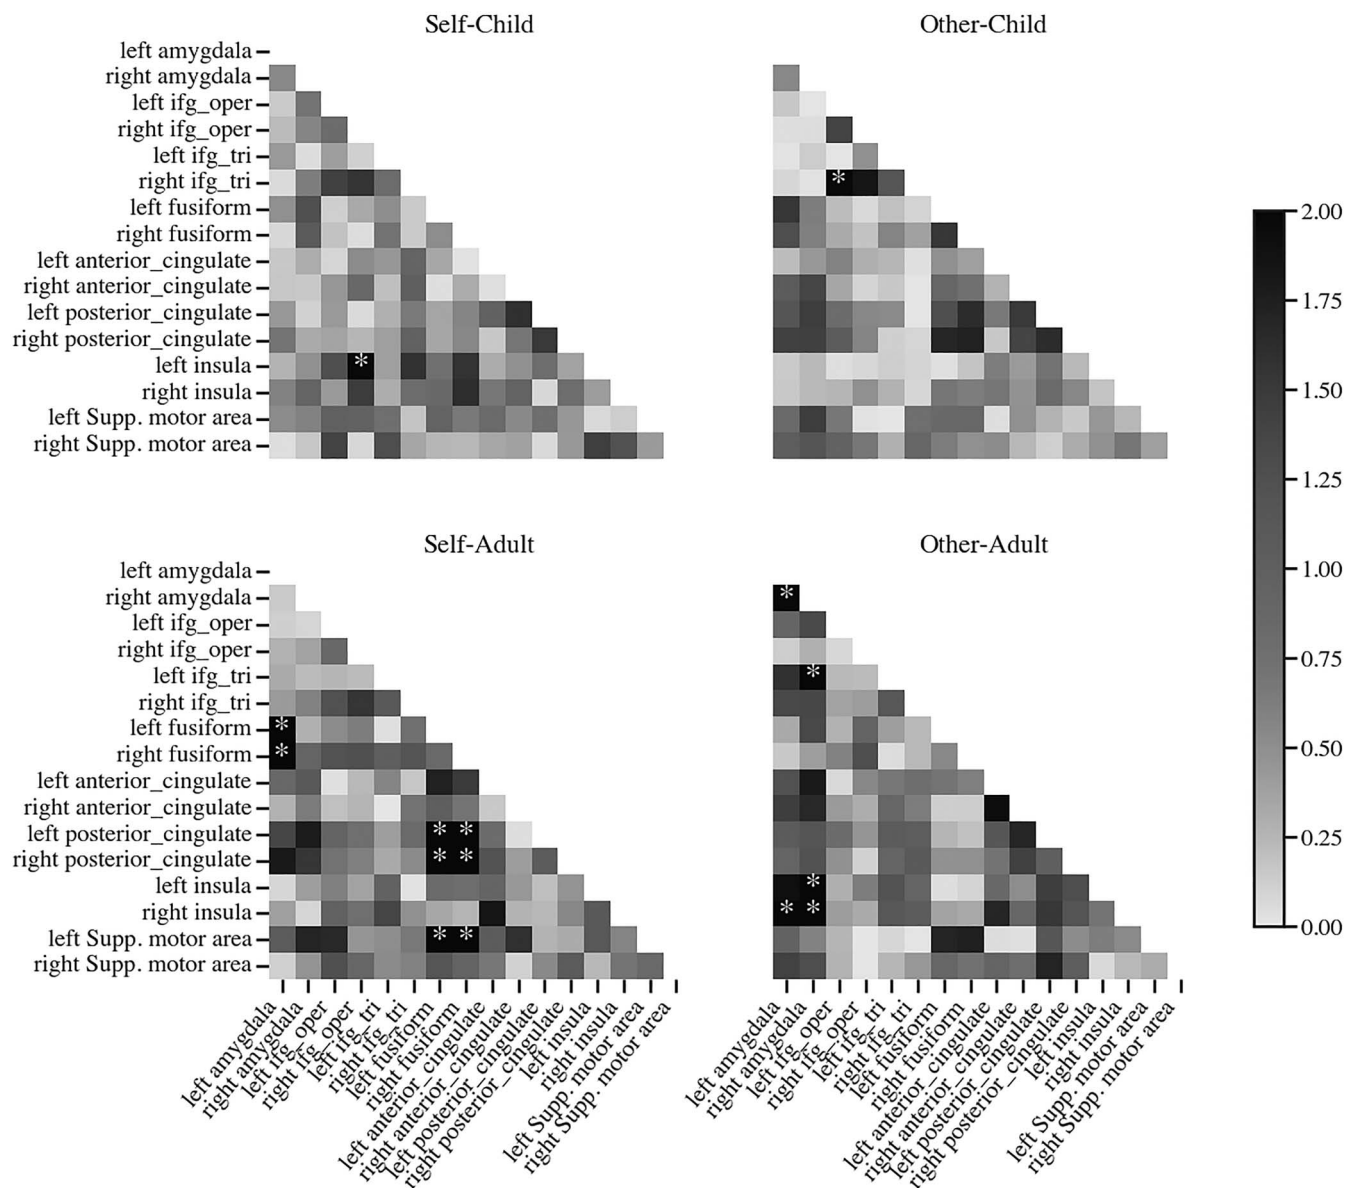 Self-Child
Other-Child
left amygdala
right amygdala
left ifg_oper
right ifg_oper
left ifg_tri
right ifg_tri
left fusiform
right fusiform
left anterior_cingulate
right anterior_cingulate
left posterior_cingulate
right posterior_cingulate
left insula
right insula
left Supp. motor area
right Supp. motor area
*
*
2.00
1.75
1.50
1.25
1.00
0.75
0.50
0.25
0.00
Self-Adult
Other-Adult
left amygdala
right amygdala
left ifg_oper
right ifg_oper
left ifg_tri
right ifg_tri
left fusiform
right fusiform
left anterior_cingulate
right anterior_cingulate
left posterior_cingulate
right posterior_cingulate
left insula
right insula
left Supp. motor area
right Supp. motor area
*
*
* *
* *
* *
*
*
*
* *
left amygdala
right amygdala
left ifg_oper
right ifg_oper
left ifg_tri
right ifg_tri
left fusiform
right fusiform
left anterior_cingulate
right anterior_cingulate
left posterior_cingulate
right posterior_cingulate
left insula
right insula
left Supp. motor area
right Supp. motor area
left amygdala
right amygdala
left ifg_oper
right ifg_oper
left ifg_tri
right ifg_tri
left fusiform
right fusiform
left anterior_cingulate
right anterior_cingulate
left posterior_cingulate
right posterior_cingulate
left insula
right insula
left Supp. motor area
right Supp. motor area